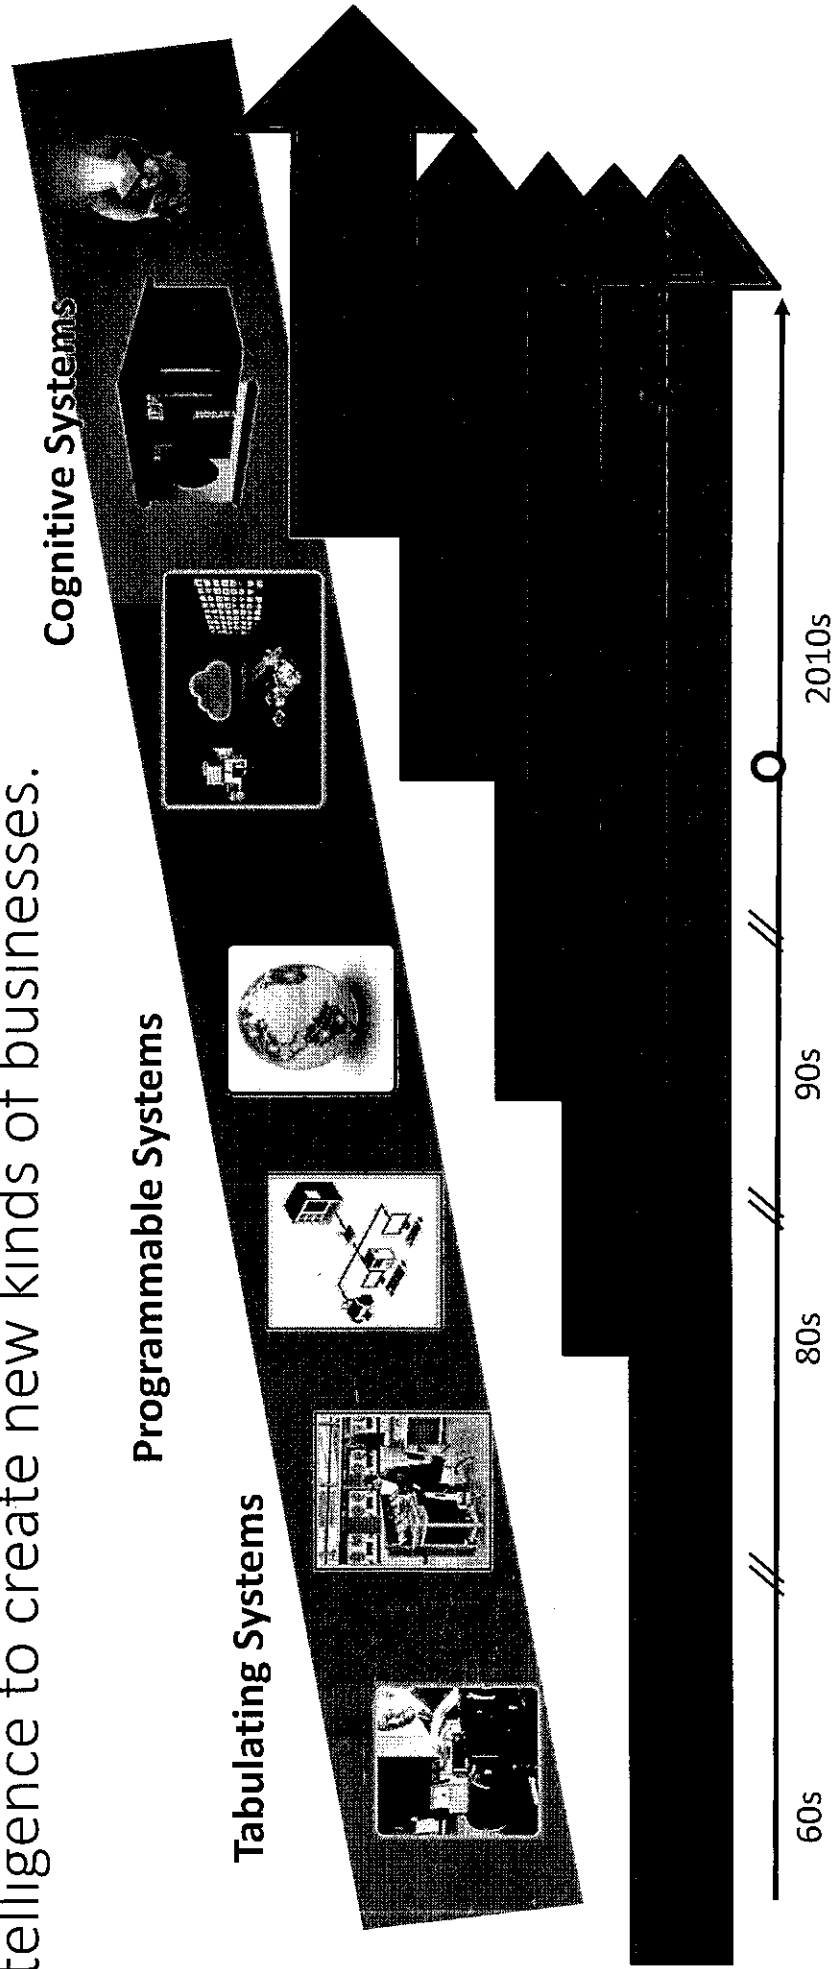 telligence to create new kinds of businesses.
Cognitive Systems
Programmable Systems
Tabulating Systems
60s
80s
90s
2010s